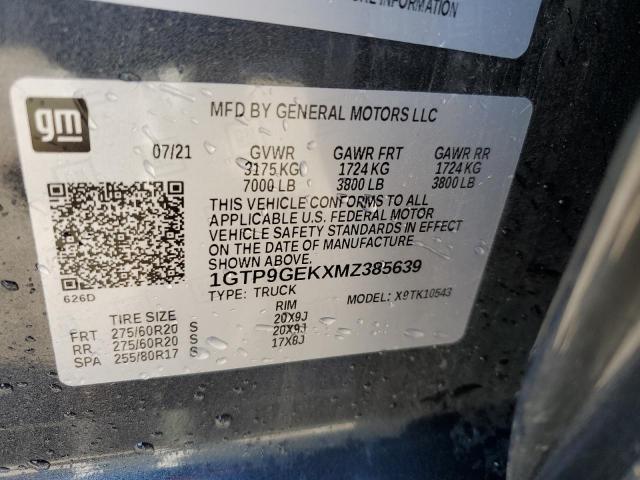 INFORMATION
gm
MFD BY GENERAL MOTORS LLC
07/21 GVWR GAWR FRT GAWR RR
3175 KG 1724 KG 1724 KG
7000 LB 3800 LB 3800 LB
THIS VEHICLE CONFORMS TO ALL
APPLICABLE U.S. FEDERAL MOTOR
VEHICLE SAFETY STANDARDS IN EFFECT
ON THE DATE OF MANUFACTURE
SHOWN ABOVE.
1GTP9GEKXMZ385639
626D
TYPE: TRUCK MODEL: X9TK10543
TIRE SIZE RIM
FRT 275/60R20 S 20X9J
RR 275/60R20 S 20X9J
SPA 255/80R17 S 17X8J